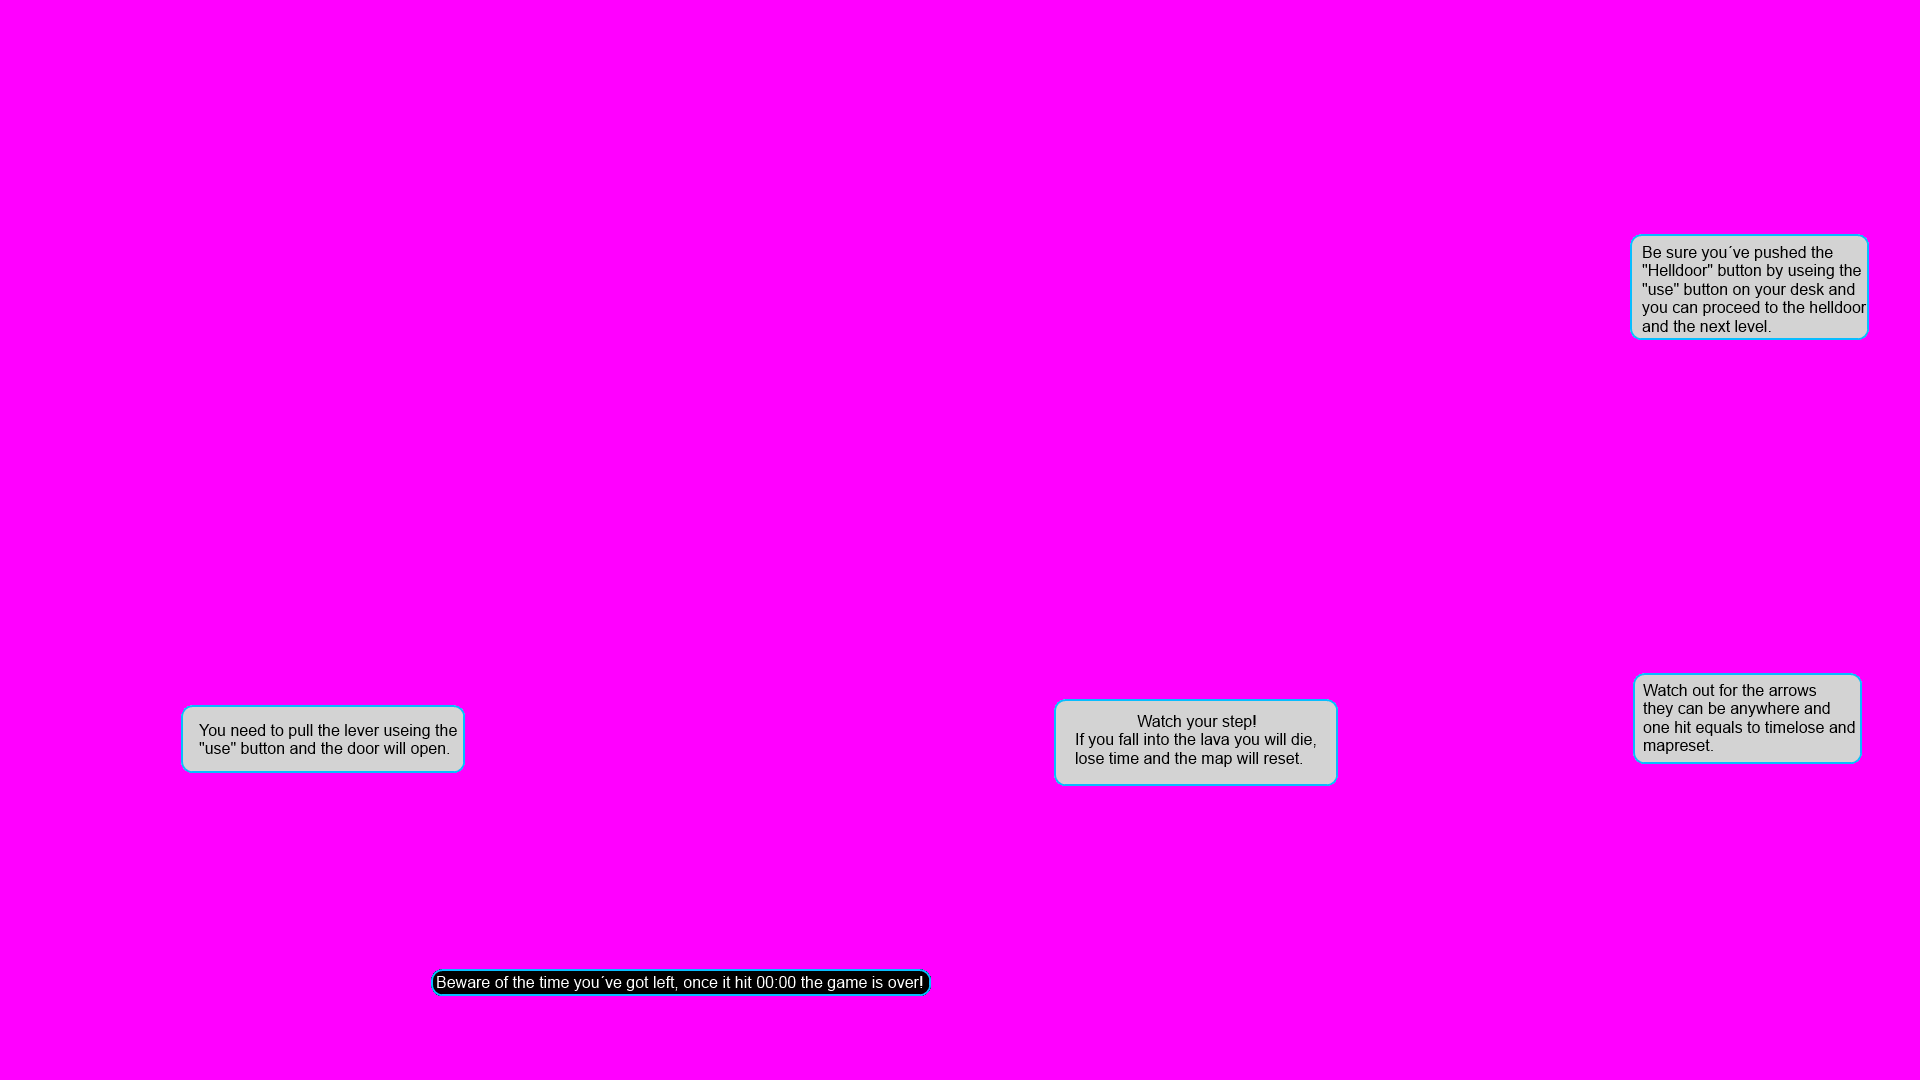 Be sure you´ve pushed the
"Helldoor" button by useing the
"use" button on your desk and
you can proceed to the helldoor
and the next level.
You need to pull the lever useing the
"use" button and the door will open.
Watch your step!
If you fall into the lava you will die,
lose time and the map will reset.
Watch out for the arrows
they can be anywhere and
one hit equals to timelose and
mapreset.
Beware of the time you´ve got left, once it hit 00:00 the game is over!